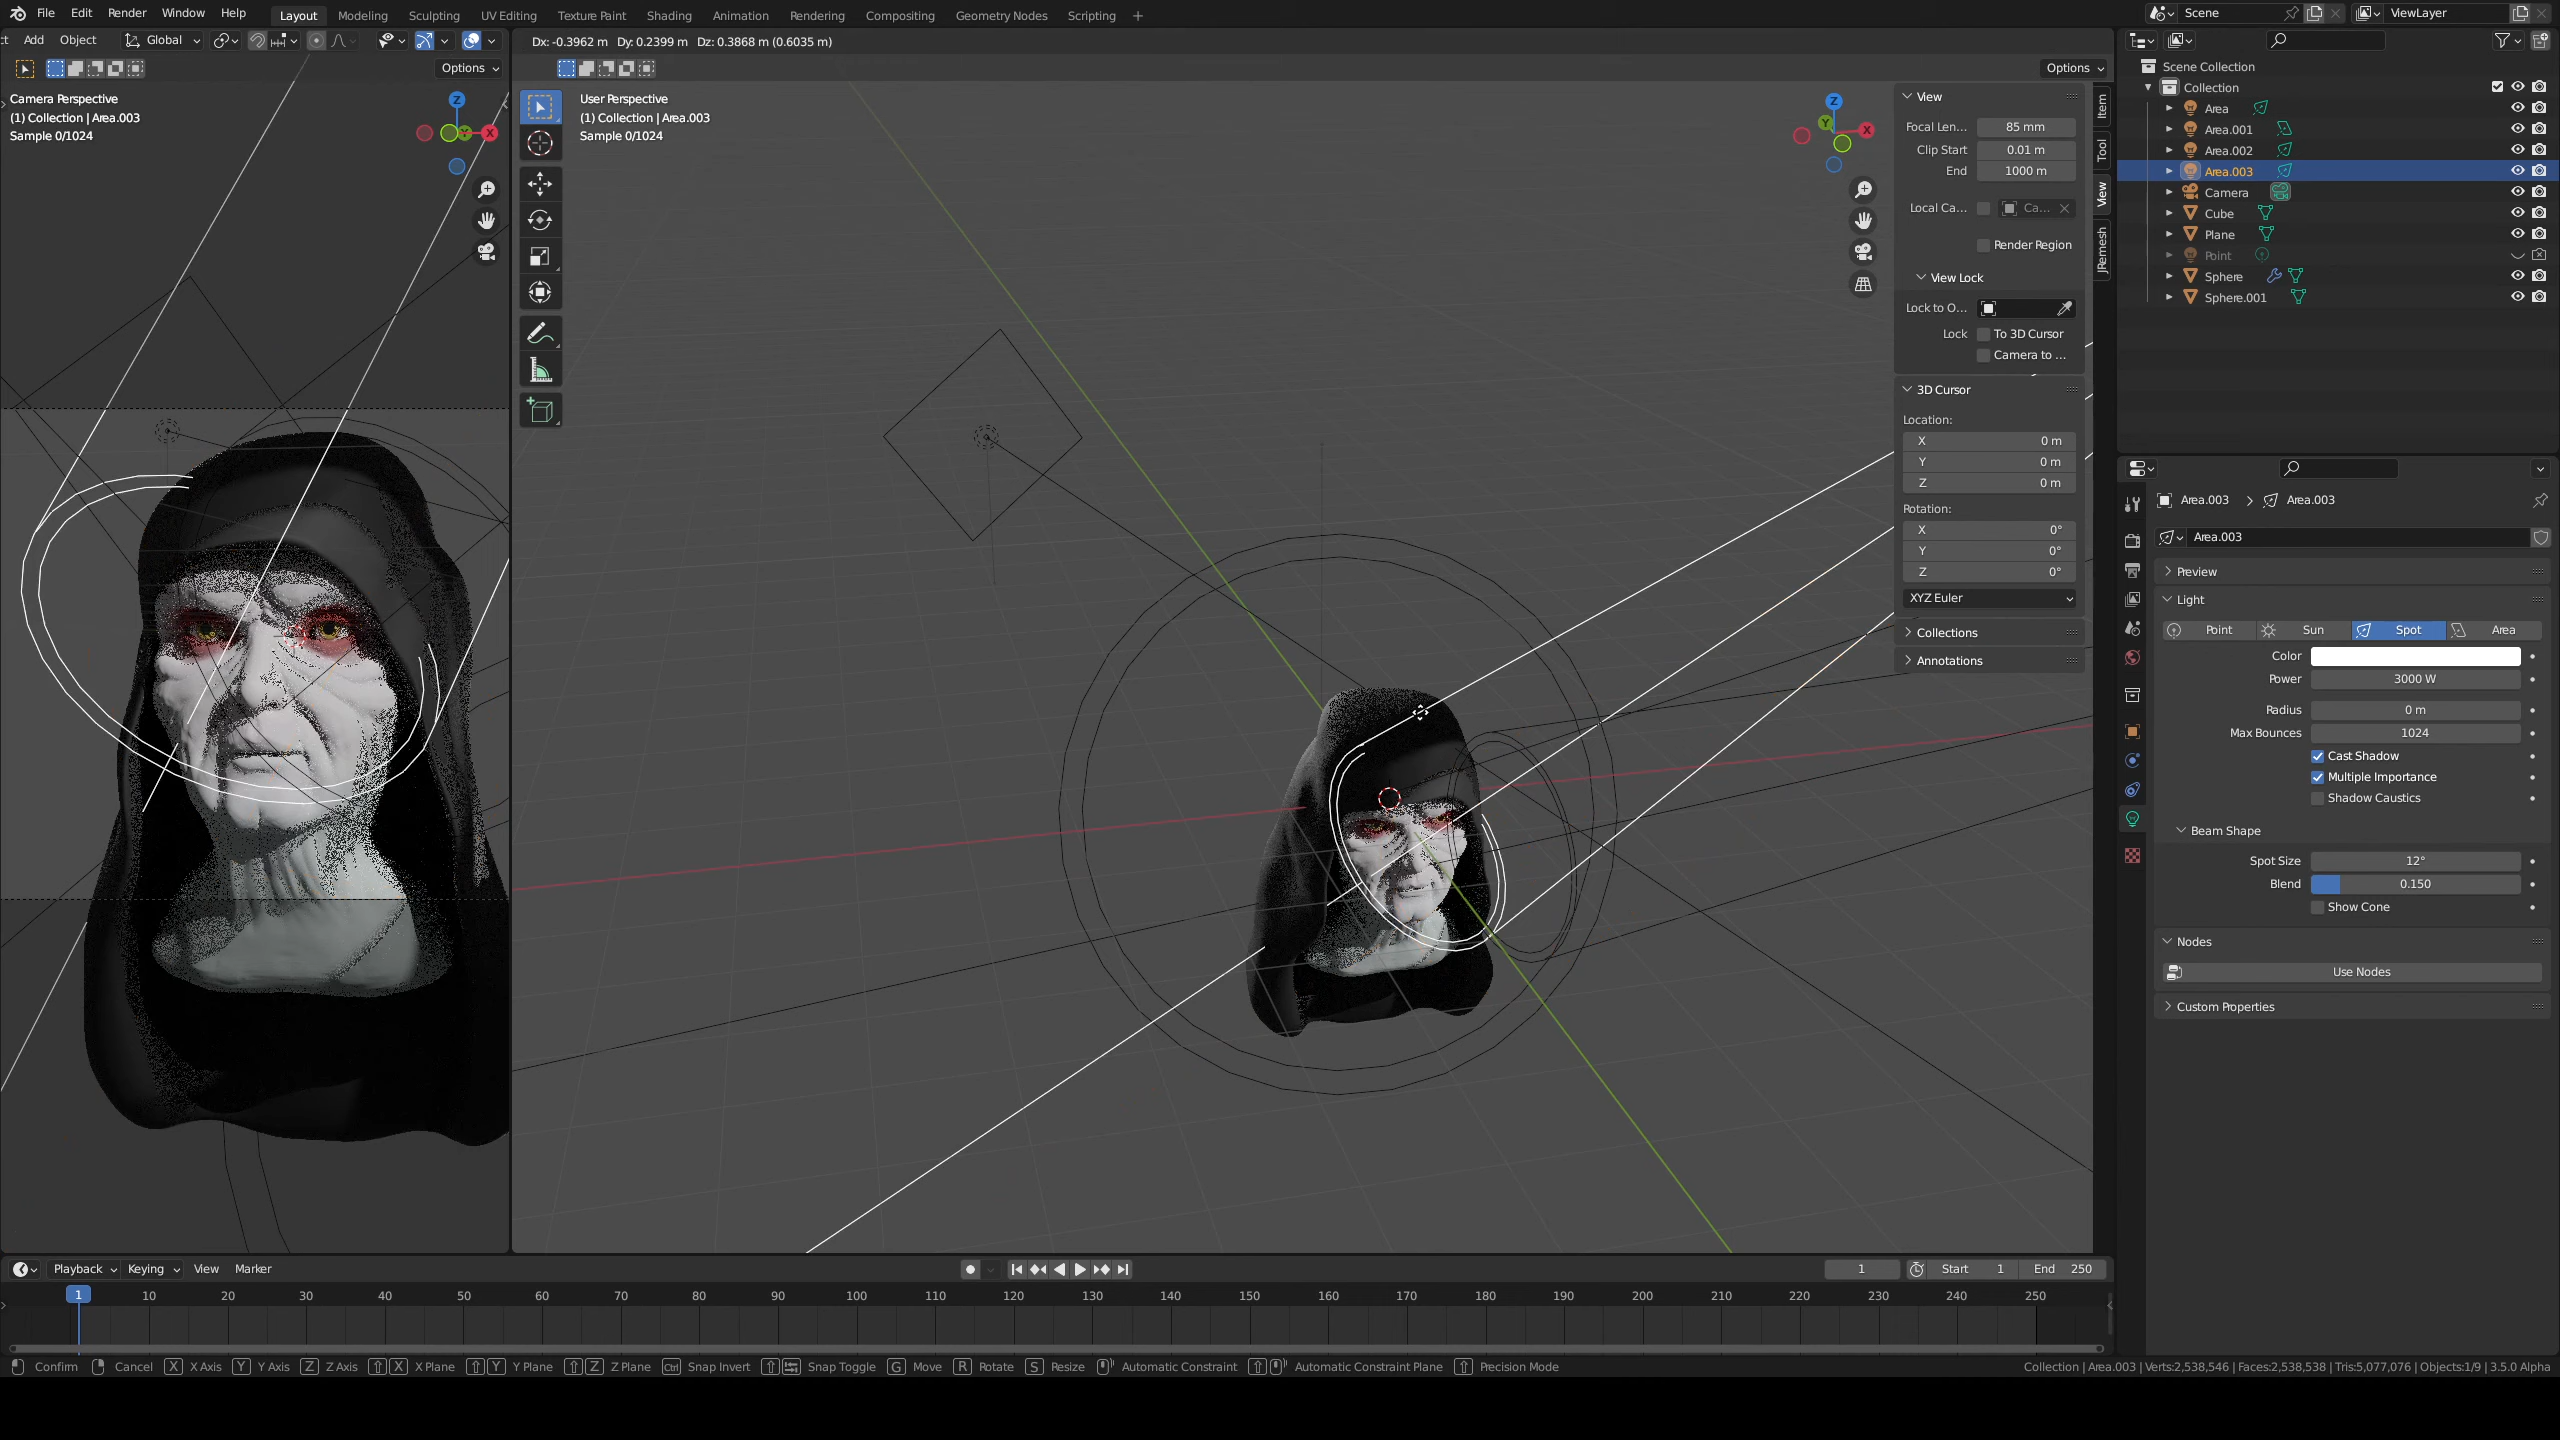 File Edit Render Window Help Layout Modeling Sculpting UV Editing Texture Paint Shading Animation Rendering Compositing Geometry Nodes Scripting + Scene ViewLayer
ct Add Object Global Dx: -0.3962 m Dy: 0.2399 m Dz: 0.3868 m (0.6035 m)
Options
Options
Camera Perspective
(1) Collection | Area.003
Sample 0/1024
Z
Y
X
User Perspective
(1) Collection | Area.003
Sample 0/1024
Z
Y
X
View
Focal Len... 85 mm
Clip Start 0.01 m
End 1000 m
Local Ca... Ca...
Render Region
View Lock
Lock to O...
Lock To 3D Cursor
Camera to ...
3D Cursor
Location:
X 0 m
Y 0 m
Z 0 m
Rotation:
X 0°
Y 0°
Z 0°
XYZ Euler
Collections
Annotations
Item
Tool
View
JRemesh
Scene Collection
Collection
Area
Area.001
Area.002
Area.003
Camera
Cube
Plane
Point
Sphere
Sphere.001
Area.003 > Area.003
Area.003
Preview
Light
Point Sun Spot Area
Color
Power 3000 W
Radius 0 m
Max Bounces 1024
Cast Shadow
Multiple Importance
Shadow Caustics
Beam Shape
Spot Size 12°
Blend 0.150
Show Cone
Nodes
Use Nodes
Custom Properties
Playback Keying View Marker 1 Start 1 End 250
1 10 20 30 40 50 60 70 80 90 100 110 120 130 140 150 160 170 180 190 200 210 220 230 240 250
Confirm Cancel X X Axis Y Y Axis Z Z Axis X X Plane Y Y Plane Z Z Plane Ctrl Snap Invert Snap Toggle G Move R Rotate S Resize Automatic Constraint Automatic Constraint Plane Precision Mode Collection | Area.003 | Verts:2,538,546 | Faces:2,538,538 | Tris:5,077,076 | Objects:1/9 | 3.5.0 Alpha